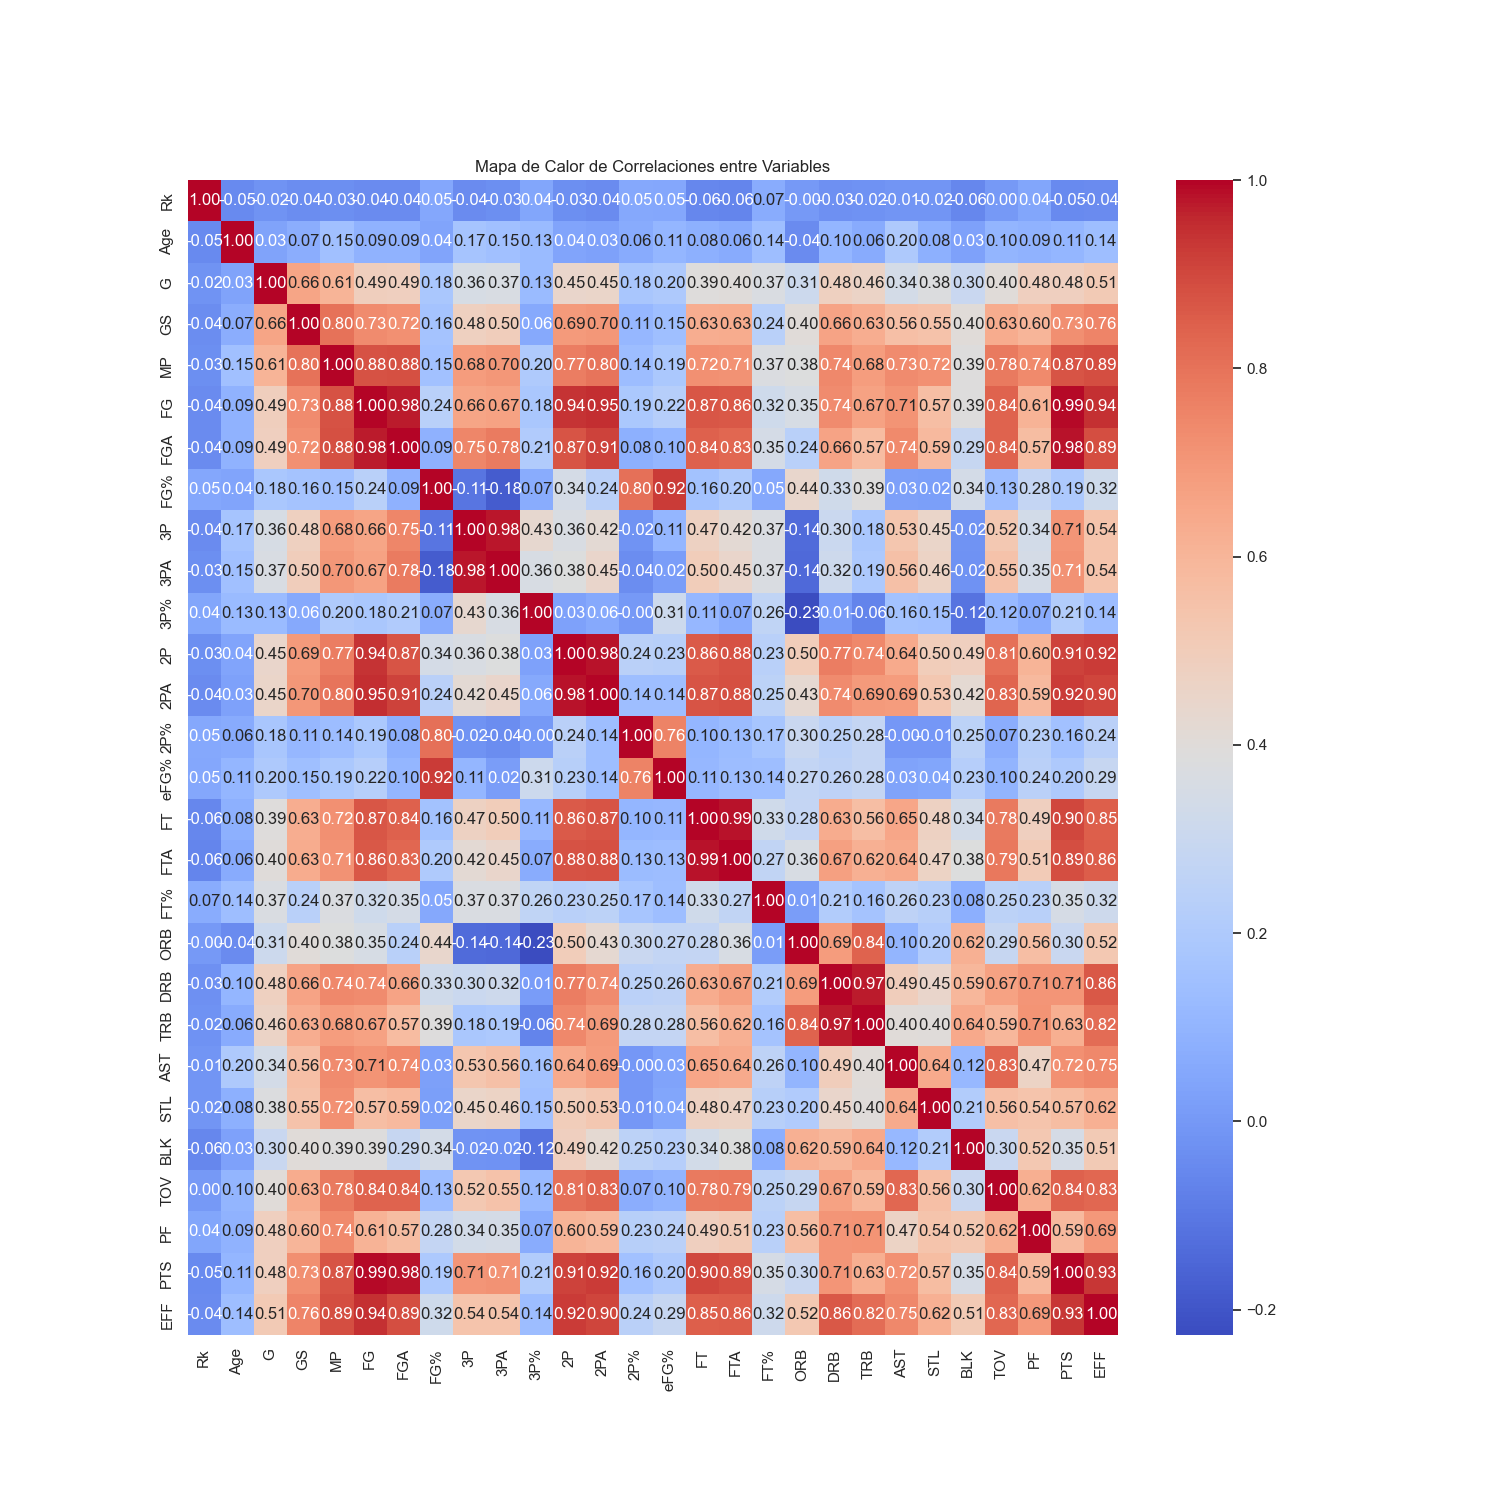 Mapa de Calor de Correlaciones entre Variables
Rk 1.00 -0.05 -0.02 -0.04 -0.03 -0.04 -0.04 0.05 -0.04 -0.03 0.04 -0.03 -0.04 0.05 0.05 -0.06 -0.06 0.07 -0.00 -0.03 -0.02 -0.01 -0.02 -0.06 0.00 0.04 -0.05 -0.04
Age -0.05 1.00 0.03 0.07 0.15 0.09 0.09 0.04 0.17 0.15 0.13 0.04 0.03 0.06 0.11 0.08 0.06 0.14 -0.04 0.10 0.06 0.20 0.08 0.03 0.10 0.09 0.11 0.14
G -0.02 0.03 1.00 0.66 0.61 0.49 0.49 0.18 0.36 0.37 0.13 0.45 0.45 0.18 0.20 0.39 0.40 0.37 0.31 0.48 0.46 0.34 0.38 0.30 0.40 0.48 0.48 0.51
GS -0.04 0.07 0.66 1.00 0.80 0.73 0.72 0.16 0.48 0.50 0.06 0.69 0.70 0.11 0.15 0.63 0.63 0.24 0.40 0.66 0.63 0.56 0.55 0.40 0.63 0.60 0.73 0.76
MP -0.03 0.15 0.61 0.80 1.00 0.88 0.88 0.15 0.68 0.70 0.20 0.77 0.80 0.14 0.19 0.72 0.71 0.37 0.38 0.74 0.68 0.73 0.72 0.39 0.78 0.74 0.87 0.89
FG -0.04 0.09 0.49 0.73 0.88 1.00 0.98 0.24 0.66 0.67 0.18 0.94 0.95 0.19 0.22 0.87 0.86 0.32 0.35 0.74 0.67 0.71 0.57 0.39 0.84 0.61 0.99 0.94
FGA -0.04 0.09 0.49 0.72 0.88 0.98 1.00 0.09 0.75 0.78 0.21 0.87 0.91 0.08 0.10 0.84 0.83 0.35 0.24 0.66 0.57 0.74 0.59 0.29 0.84 0.57 0.98 0.89
FG% 0.05 0.04 0.18 0.16 0.15 0.24 0.09 1.00 -0.11 -0.18 0.07 0.34 0.24 0.80 0.92 0.16 0.20 0.05 0.44 0.33 0.39 0.03 0.02 0.34 0.13 0.28 0.19 0.32
3P -0.04 0.17 0.36 0.48 0.68 0.66 0.75 -0.11 1.00 0.98 0.43 0.36 0.42 -0.02 0.11 0.47 0.42 0.37 -0.14 0.30 0.18 0.53 0.45 -0.02 0.52 0.34 0.71 0.54
3PA -0.03 0.15 0.37 0.50 0.70 0.67 0.78 -0.18 0.98 1.00 0.36 0.38 0.45 -0.04 0.02 0.50 0.45 0.37 -0.14 0.32 0.19 0.56 0.46 -0.02 0.55 0.35 0.71 0.54
3P% 0.04 0.13 0.13 0.06 0.20 0.18 0.21 0.07 0.43 0.36 1.00 0.03 0.06 -0.00 0.31 0.11 0.07 0.26 -0.23 0.01 -0.06 0.16 0.15 -0.12 0.12 0.07 0.21 0.14
2P -0.03 0.04 0.45 0.69 0.77 0.94 0.87 0.34 0.36 0.38 0.03 1.00 0.98 0.24 0.23 0.86 0.88 0.23 0.50 0.77 0.74 0.64 0.50 0.49 0.81 0.60 0.91 0.92
2PA -0.04 0.03 0.45 0.70 0.80 0.95 0.91 0.24 0.42 0.45 0.06 0.98 1.00 0.14 0.14 0.87 0.88 0.25 0.43 0.74 0.69 0.69 0.53 0.42 0.83 0.59 0.92 0.90
2P% 0.05 0.06 0.18 0.11 0.14 0.19 0.08 0.80 -0.02 -0.04 -0.00 0.24 0.14 1.00 0.76 0.10 0.13 0.17 0.30 0.25 0.28 -0.00 -0.01 0.25 0.07 0.23 0.16 0.24
eFG% 0.05 0.11 0.20 0.15 0.19 0.22 0.10 0.92 0.11 0.02 0.31 0.23 0.14 0.76 1.00 0.11 0.13 0.14 0.27 0.26 0.28 0.03 0.04 0.23 0.10 0.24 0.20 0.29
FT -0.06 0.08 0.39 0.63 0.72 0.87 0.84 0.16 0.47 0.50 0.11 0.86 0.87 0.10 0.11 1.00 0.99 0.33 0.28 0.63 0.56 0.65 0.48 0.34 0.78 0.49 0.90 0.85
FTA -0.06 0.06 0.40 0.63 0.71 0.86 0.83 0.20 0.42 0.45 0.07 0.88 0.88 0.13 0.13 0.99 1.00 0.27 0.36 0.67 0.62 0.64 0.47 0.38 0.79 0.51 0.89 0.86
FT% 0.07 0.14 0.37 0.24 0.37 0.32 0.35 0.05 0.37 0.37 0.26 0.23 0.25 0.17 0.14 0.33 0.27 1.00 0.01 0.21 0.16 0.26 0.23 0.08 0.25 0.23 0.35 0.32
ORB -0.00 -0.04 0.31 0.40 0.38 0.35 0.24 0.44 -0.14 -0.14 -0.23 0.50 0.43 0.30 0.27 0.28 0.36 0.01 1.00 0.69 0.84 0.10 0.20 0.62 0.29 0.56 0.30 0.52
DRB -0.03 0.10 0.48 0.66 0.74 0.74 0.66 0.33 0.30 0.32 0.01 0.77 0.74 0.25 0.26 0.63 0.67 0.21 0.69 1.00 0.97 0.49 0.45 0.59 0.67 0.71 0.71 0.86
TRB -0.02 0.06 0.46 0.63 0.68 0.67 0.57 0.39 0.18 0.19 -0.06 0.74 0.69 0.28 0.28 0.56 0.62 0.16 0.84 0.97 1.00 0.40 0.40 0.64 0.59 0.71 0.63 0.82
AST -0.01 0.20 0.34 0.56 0.73 0.71 0.74 0.03 0.53 0.56 0.16 0.64 0.69 -0.00 0.03 0.65 0.64 0.26 0.10 0.49 0.40 1.00 0.64 0.12 0.83 0.47 0.72 0.75
STL -0.02 0.08 0.38 0.55 0.72 0.57 0.59 0.02 0.45 0.46 0.15 0.50 0.53 -0.01 0.04 0.48 0.47 0.23 0.20 0.45 0.40 0.64 1.00 0.21 0.56 0.54 0.57 0.62
BLK -0.06 0.03 0.30 0.40 0.39 0.39 0.29 0.34 -0.02 -0.02 -0.12 0.49 0.42 0.25 0.23 0.34 0.38 0.08 0.62 0.59 0.64 0.12 0.21 1.00 0.30 0.52 0.35 0.51
TOV 0.00 0.10 0.40 0.63 0.78 0.84 0.84 0.13 0.52 0.55 0.12 0.81 0.83 0.07 0.10 0.78 0.79 0.25 0.29 0.67 0.59 0.83 0.56 0.30 1.00 0.62 0.84 0.83
PF 0.04 0.09 0.48 0.60 0.74 0.61 0.57 0.28 0.34 0.35 0.07 0.60 0.59 0.23 0.24 0.49 0.51 0.23 0.56 0.71 0.71 0.47 0.54 0.52 0.62 1.00 0.59 0.69
PTS -0.05 0.11 0.48 0.73 0.87 0.99 0.98 0.19 0.71 0.71 0.21 0.91 0.92 0.16 0.20 0.90 0.89 0.35 0.30 0.71 0.63 0.72 0.57 0.35 0.84 0.59 1.00 0.93
EFF -0.04 0.14 0.51 0.76 0.89 0.94 0.89 0.32 0.54 0.54 0.14 0.92 0.90 0.24 0.29 0.85 0.86 0.32 0.52 0.86 0.82 0.75 0.62 0.51 0.83 0.69 0.93 1.00
Rk Age G GS MP FG FGA FG% 3P 3PA 3P% 2P 2PA 2P% eFG% FT FTA FT% ORB DRB TRB AST STL BLK TOV PF PTS EFF
1.0
0.8
0.6
0.4
0.2
0.0
−0.2